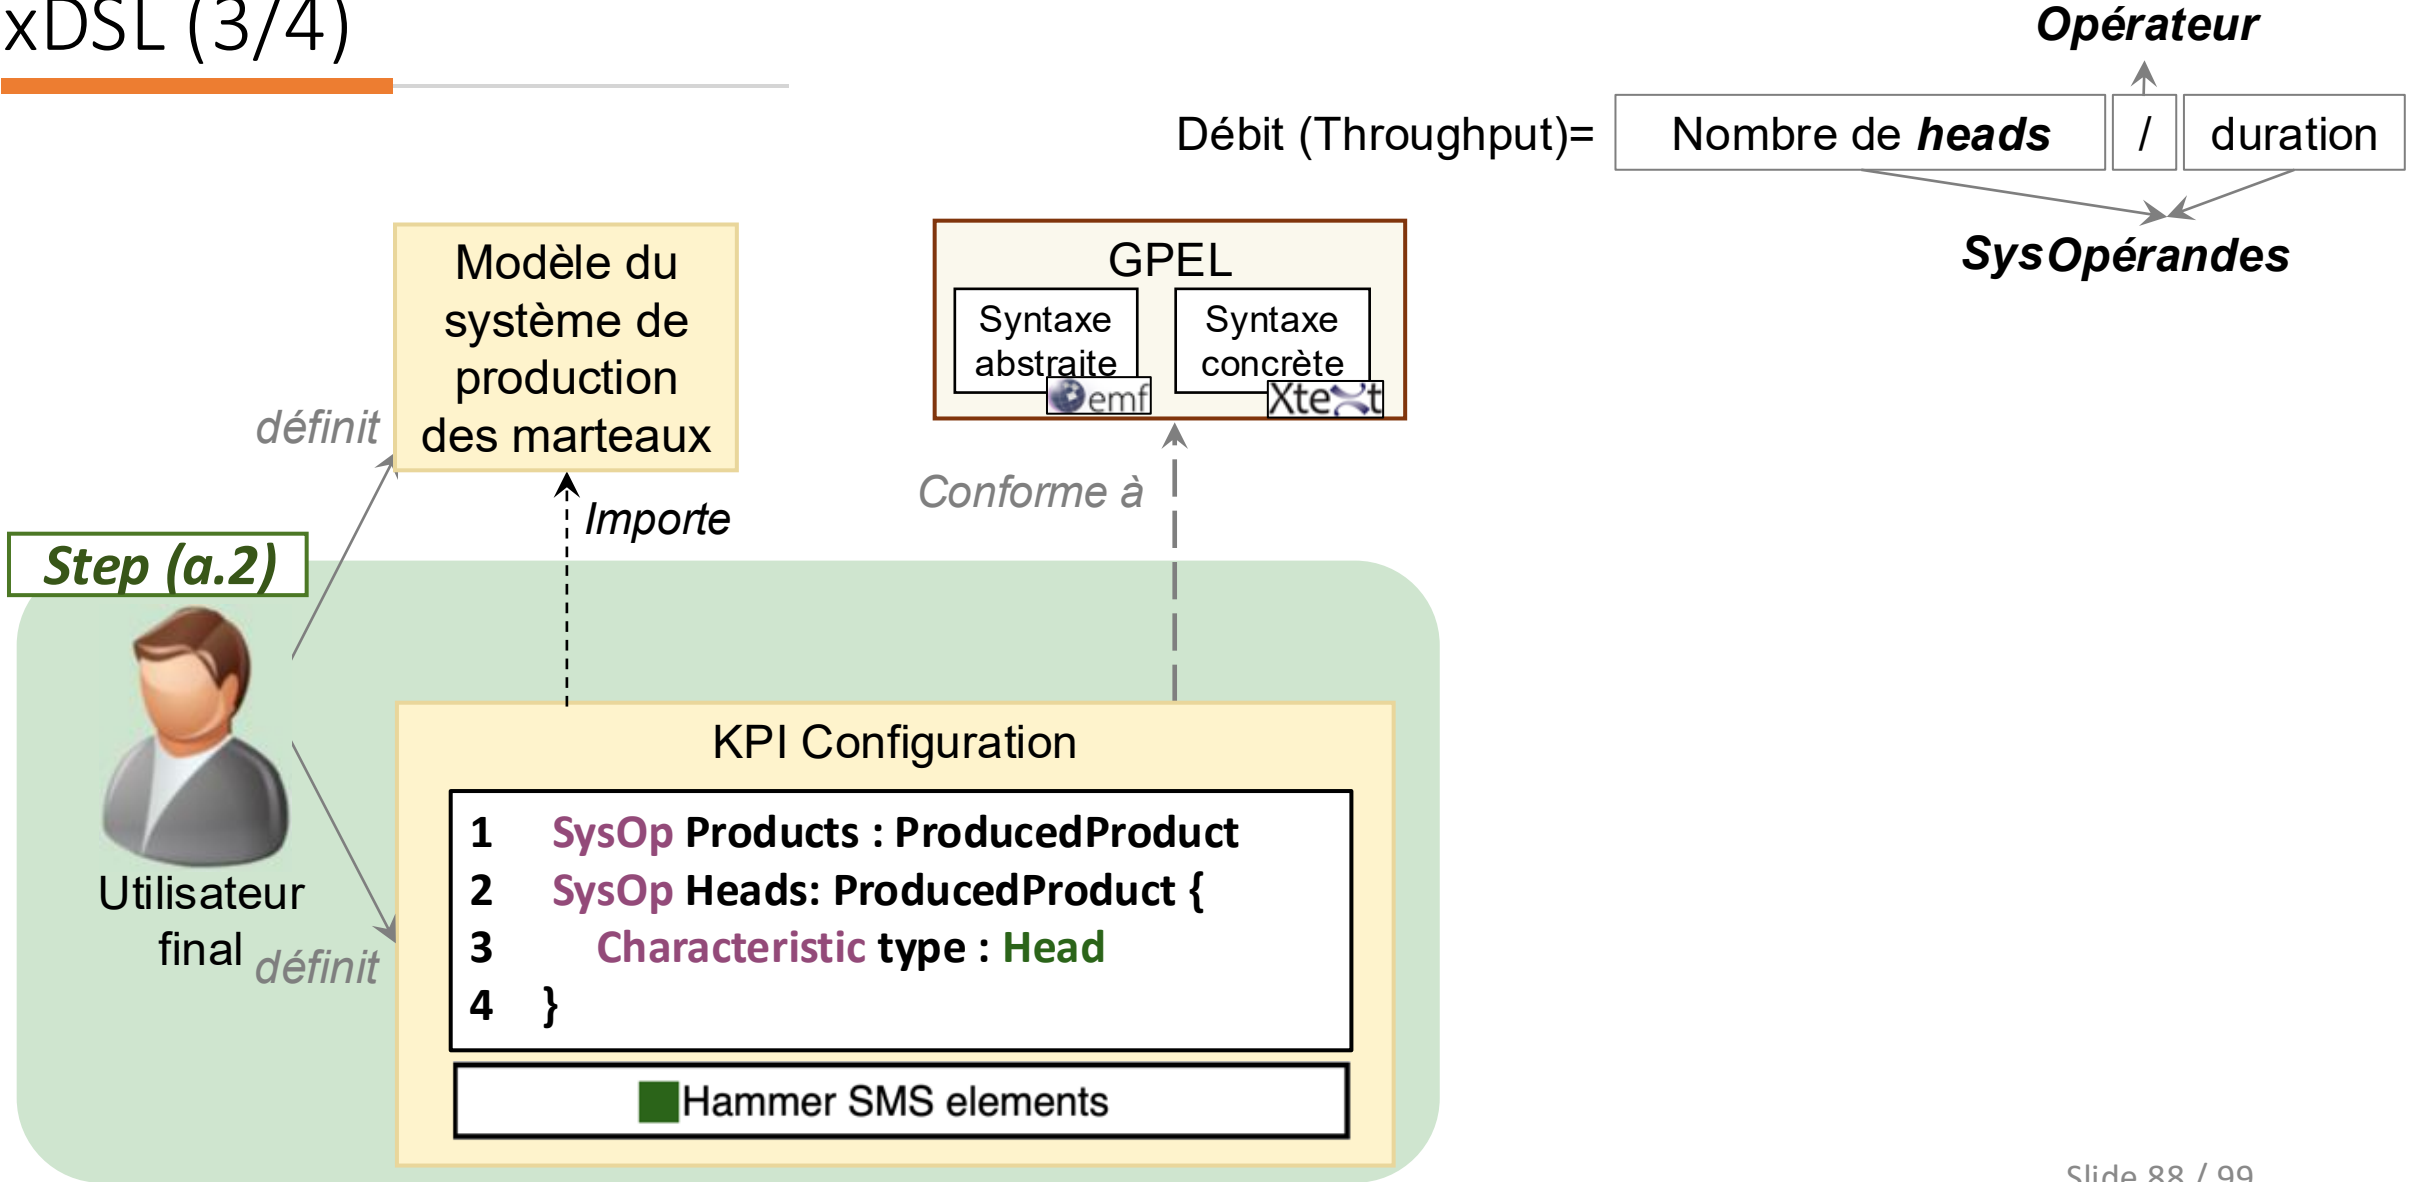 xDSL (3/4)
Opérateur
Débit (Throughput)= Nombre de heads / duration
SysOpérandes
Modèle du
système de
production
des marteaux
GPEL
Syntaxe
abstraite
emf
Syntaxe
concrète
Xtext
définit
Importe
Conforme à
Step (a.2)
Utilisateur
final
définit
KPI Configuration
1 SysOp Products : ProducedProduct
2 SysOp Heads: ProducedProduct {
3 Characteristic type : Head
4 }
Hammer SMS elements
Slide 88 / 99